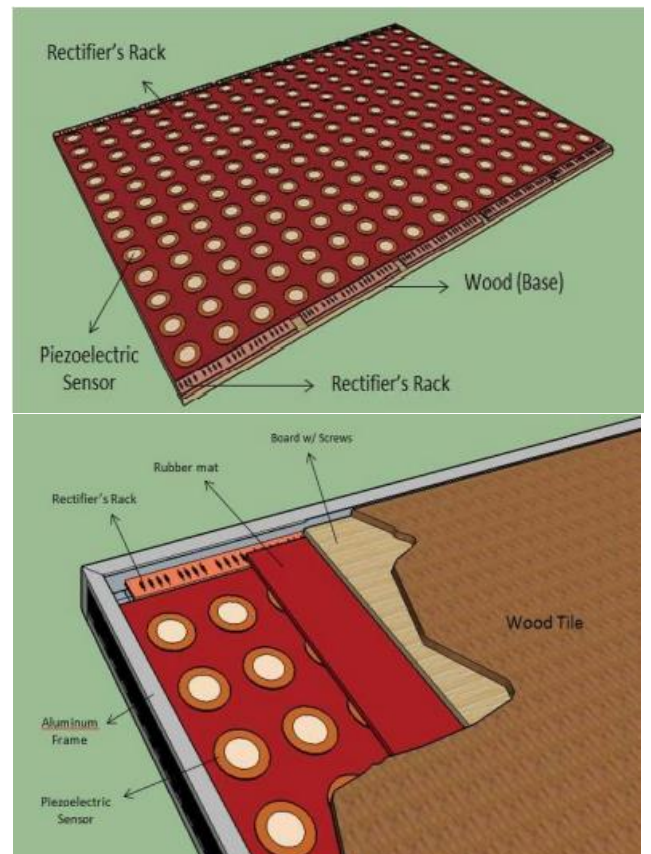 Rectifier's Rack
Wood (Base)
Piezoelectric
Sensor
Rectifier's Rack
Board w/ Screws
Rubber mat
Rectifier's Rack
Wood Tile
Aluminum
Frame
Piezoelectric
Sensor